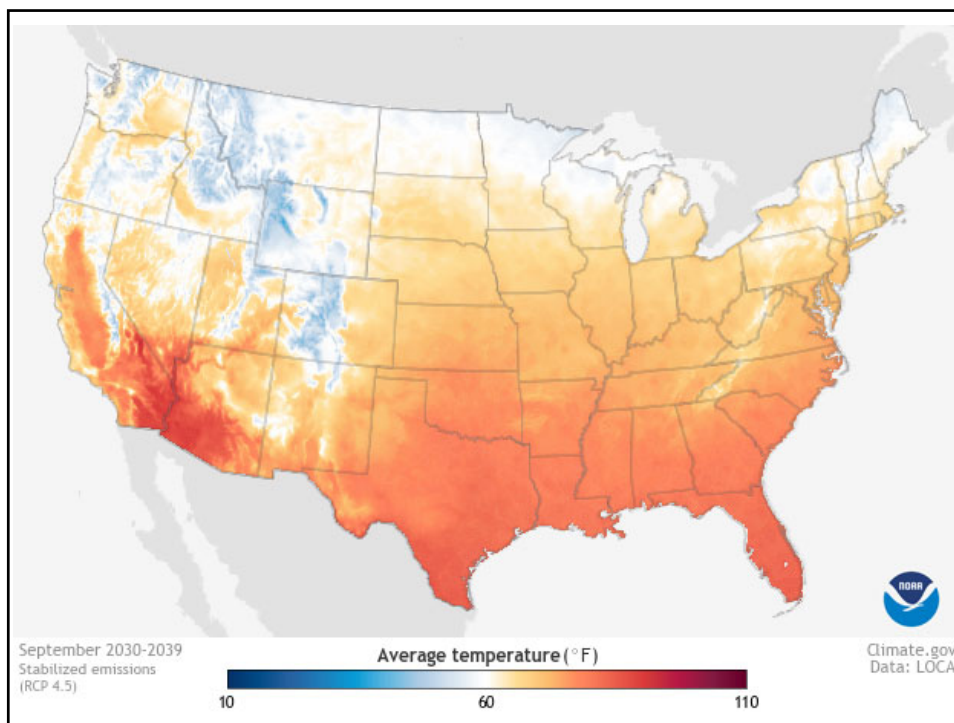 NOAA
September 2030-2039
Stabilized emissions
(RCP 4.5)
Average temperature (°F)
10
60
110
Climate.gov
Data: LOCA